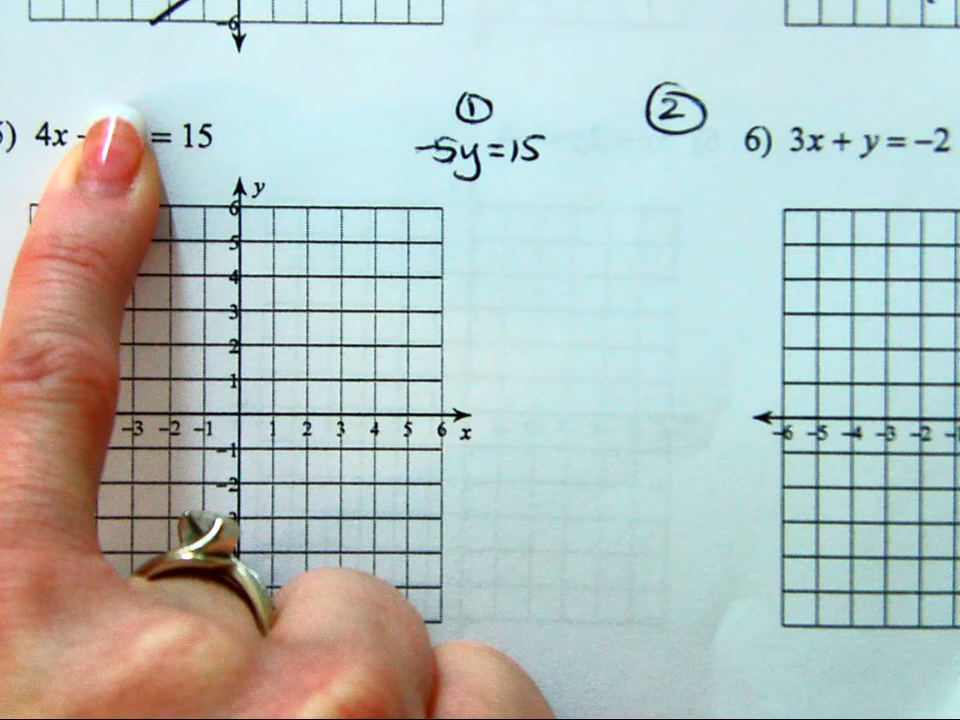 -6
5) 4x - = 15
①
-5y=15
②
6) 3x + y = -2
y
6
5
4
3
2
1
-3 -2 -1 1 2 3 4 5 6 x
-1
-2
-6 -5 -4 -3 -2